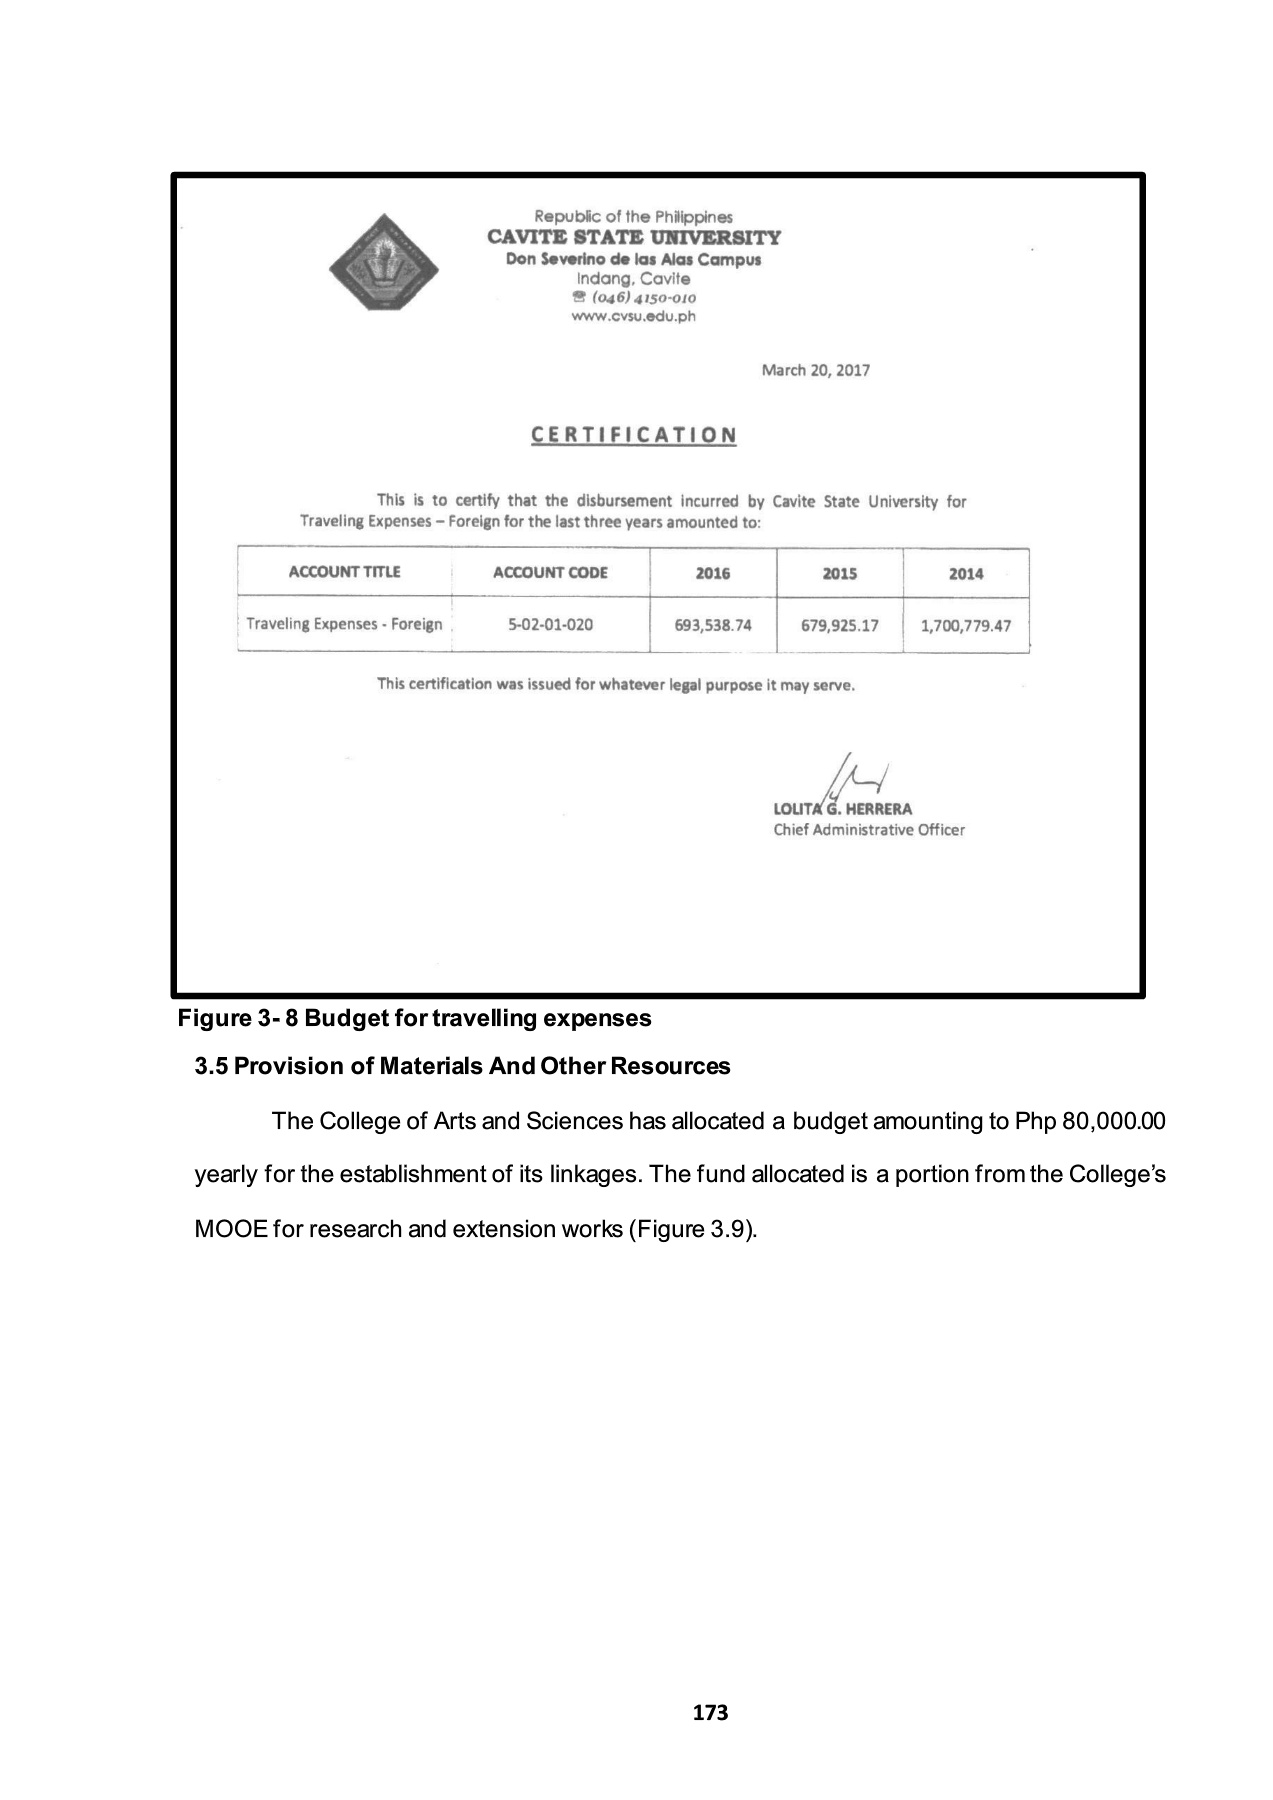 Republic of the Philippines
CAVITE STATE UNIVERSITY
Don Severino de las Alas Campus
Indang, Cavite
☎ (046) 4150-010
www.cvsu.edu.ph
March 20, 2017
CERTIFICATION
This is to certify that the disbursement incurred by Cavite State University for
Traveling Expenses – Foreign for the last three years amounted to:
ACCOUNT TITLE ACCOUNT CODE 2016 2015 2014
Traveling Expenses - Foreign 5-02-01-020 693,538.74 679,925.17 1,700,779.47
This certification was issued for whatever legal purpose it may serve.
LOLITA G. HERRERA
Chief Administrative Officer
Figure 3- 8 Budget for travelling expenses
3.5 Provision of Materials And Other Resources
The College of Arts and Sciences has allocated a budget amounting to Php 80,000.00
yearly for the establishment of its linkages. The fund allocated is a portion from the College’s
MOOE for research and extension works (Figure 3.9).
173